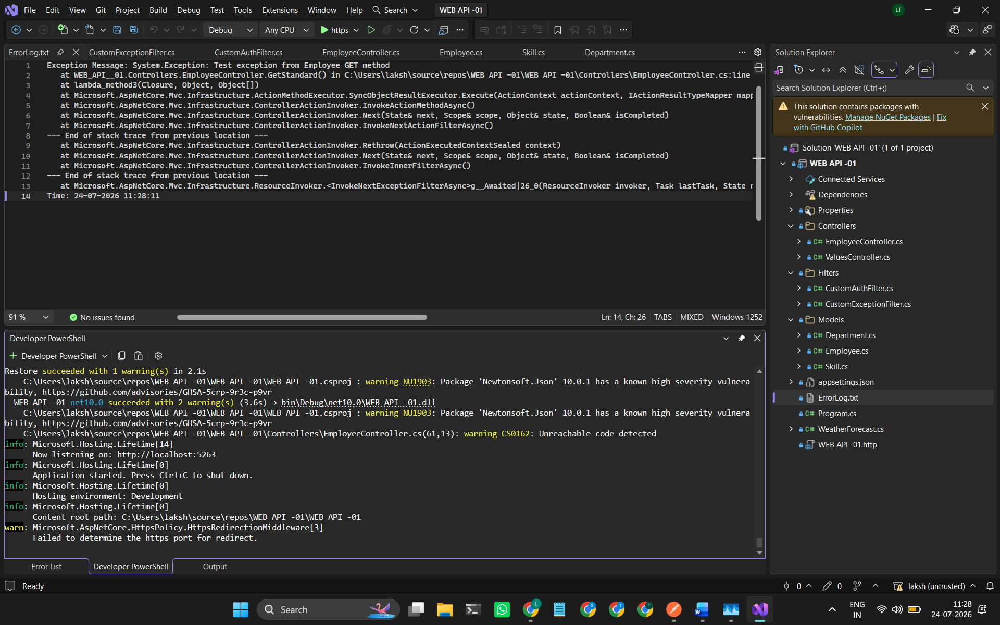 File Edit View Git Project Build Debug Test Tools Extensions Window Help Search WEB API -01 LT
Debug Any CPU https
ErrorLog.txt CustomExceptionFilter.cs CustomAuthFilter.cs EmployeeController.cs Employee.cs Skill.cs Department.cs
1 Exception Message: System.Exception: Test exception from Employee GET method
2 at WEB_API__01.Controllers.EmployeeController.GetStandard() in C:\Users\laksh\source\repos\WEB API -01\WEB API -01\Controllers\EmployeeController.cs:line
3 at lambda_method3(Closure, Object, Object[])
4 at Microsoft.AspNetCore.Mvc.Infrastructure.ActionMethodExecutor.SyncObjectResultExecutor.Execute(ActionContext actionContext, IActionResultTypeMapper mapp
5 at Microsoft.AspNetCore.Mvc.Infrastructure.ControllerActionInvoker.InvokeActionMethodAsync()
6 at Microsoft.AspNetCore.Mvc.Infrastructure.ControllerActionInvoker.Next(State& next, Scope& scope, Object& state, Boolean& isCompleted)
7 at Microsoft.AspNetCore.Mvc.Infrastructure.ControllerActionInvoker.InvokeNextActionFilterAsync()
8 --- End of stack trace from previous location ---
9 at Microsoft.AspNetCore.Mvc.Infrastructure.ControllerActionInvoker.Rethrow(ActionExecutedContextSealed context)
10 at Microsoft.AspNetCore.Mvc.Infrastructure.ControllerActionInvoker.Next(State& next, Scope& scope, Object& state, Boolean& isCompleted)
11 at Microsoft.AspNetCore.Mvc.Infrastructure.ControllerActionInvoker.InvokeInnerFilterAsync()
12 --- End of stack trace from previous location ---
13 at Microsoft.AspNetCore.Mvc.Infrastructure.ResourceInvoker.<InvokeNextExceptionFilterAsync>g__Awaited|26_0(ResourceInvoker invoker, Task lastTask, State
14 Time: 24-07-2026 11:28:11
91 % No issues found Ln: 14, Ch: 26 TABS MIXED Windows 1252
Developer PowerShell
Developer PowerShell
Restore succeeded with 1 warning(s) in 2.1s
C:\Users\laksh\source\repos\WEB API -01\WEB API -01\WEB API -01.csproj : warning NU1903: Package 'Newtonsoft.Json' 10.0.1 has a known high severity vulnera
bility, https://github.com/advisories/GHSA-5crp-9r3c-p9vr
WEB API -01 net10.0 succeeded with 2 warning(s) (3.6s) → bin\Debug\net10.0\WEB API -01.dll
C:\Users\laksh\source\repos\WEB API -01\WEB API -01\WEB API -01.csproj : warning NU1903: Package 'Newtonsoft.Json' 10.0.1 has a known high severity vulnera
bility, https://github.com/advisories/GHSA-5crp-9r3c-p9vr
C:\Users\laksh\source\repos\WEB API -01\WEB API -01\Controllers\EmployeeController.cs(61,13): warning CS0162: Unreachable code detected
info: Microsoft.Hosting.Lifetime[14]
Now listening on: http://localhost:5263
info: Microsoft.Hosting.Lifetime[0]
Application started. Press Ctrl+C to shut down.
info: Microsoft.Hosting.Lifetime[0]
Hosting environment: Development
info: Microsoft.Hosting.Lifetime[0]
Content root path: C:\Users\laksh\source\repos\WEB API -01\WEB API -01
warn: Microsoft.AspNetCore.HttpsPolicy.HttpsRedirectionMiddleware[3]
Failed to determine the https port for redirect.
Error List Developer PowerShell Output
Solution Explorer
Search Solution Explorer (Ctrl+;)
This solution contains packages with
vulnerabilities. Manage NuGet Packages | Fix
with GitHub Copilot
Solution 'WEB API -01' (1 of 1 project)
WEB API -01
Connected Services
Dependencies
Properties
Controllers
C# EmployeeController.cs
C# ValuesController.cs
Filters
C# CustomAuthFilter.cs
C# CustomExceptionFilter.cs
Models
C# Department.cs
C# Employee.cs
C# Skill.cs
appsettings.json
ErrorLog.txt
C# Program.cs
C# WeatherForecast.cs
WEB API -01.http
Ready 0 0 laksh (untrusted)
Search ENG IN 11:28 24-07-2026